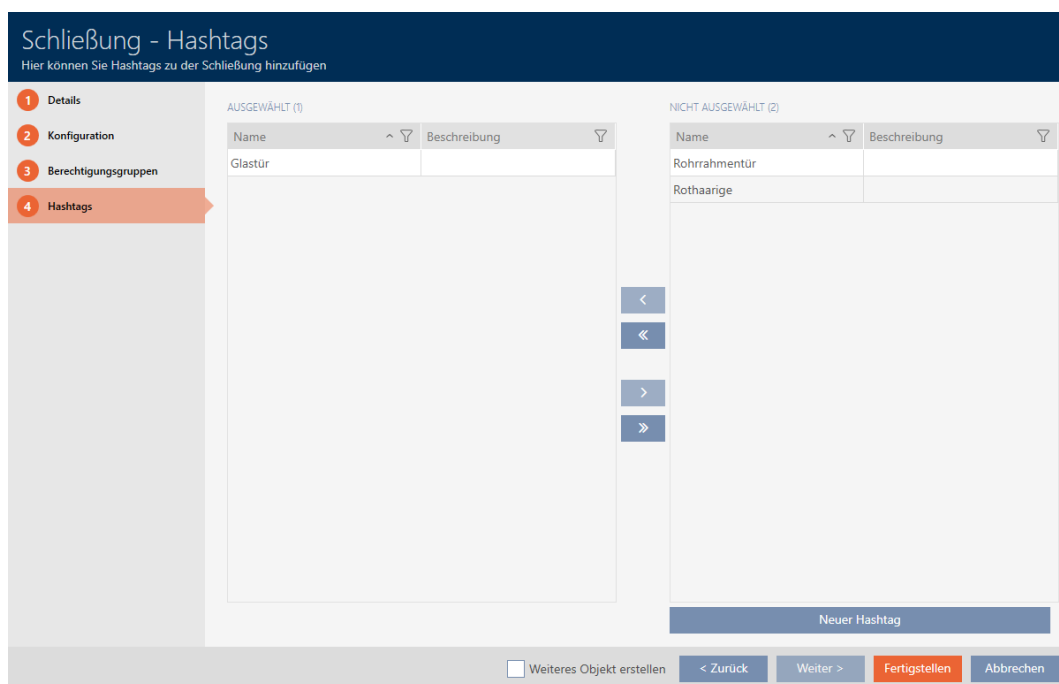 Schließung - Hashtags
Hier können Sie Hashtags zu der Schließung hinzufügen
1 Details
2 Konfiguration
3 Berechtigungsgruppen
4 Hashtags
AUSGEWÄHLT (1)
Name Beschreibung
Glastür
NICHT AUSGEWÄHLT (2)
Name Beschreibung
Rohrrahmentür
Rothaarige
<
«
>
»
Neuer Hashtag
Weiteres Objekt erstellen < Zurück Weiter > Fertigstellen Abbrechen